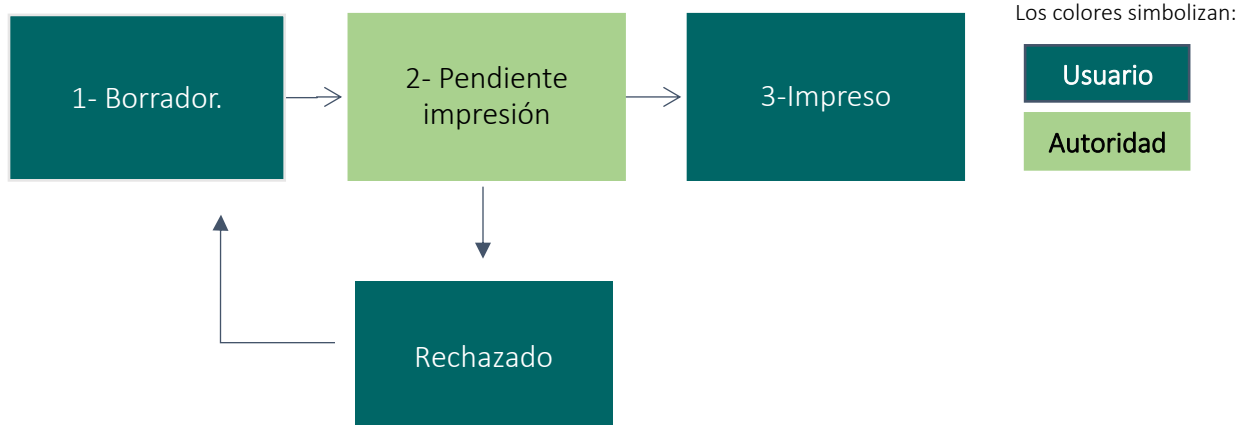 Los colores simbolizan:
1- Borrador.
2- Pendiente
impresión
3-Impreso
Usuario
Autoridad
Rechazado